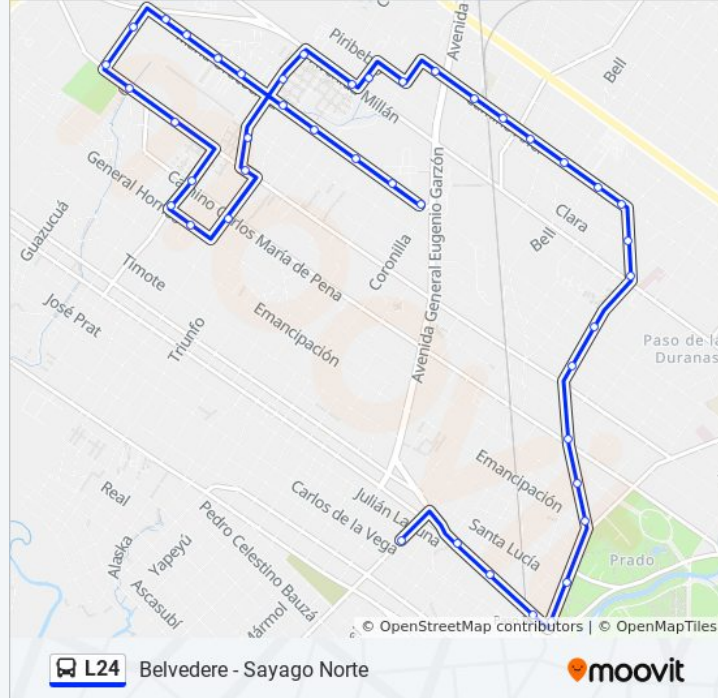 Avenida
Piribebuy
Millán
Bell
General Hornos
Camino Carlos María de Pena
Clara
Bell
Guazucuá
Timote
Coronilla
Avenida General Eugenio Garzón
José Prat
Triunfo
Emancipación
Paso de la
Duranas
Emancipación
Real
Carlos de la Vega
Julián Laguna
Santa Lucía
Alaska
Yapeyú
Pedro Celestino Bauzá
Prado
Ascasubí
Mármol
© OpenStreetMap contributors | © OpenMapTiles
L24 Belvedere - Sayago Norte
moovit